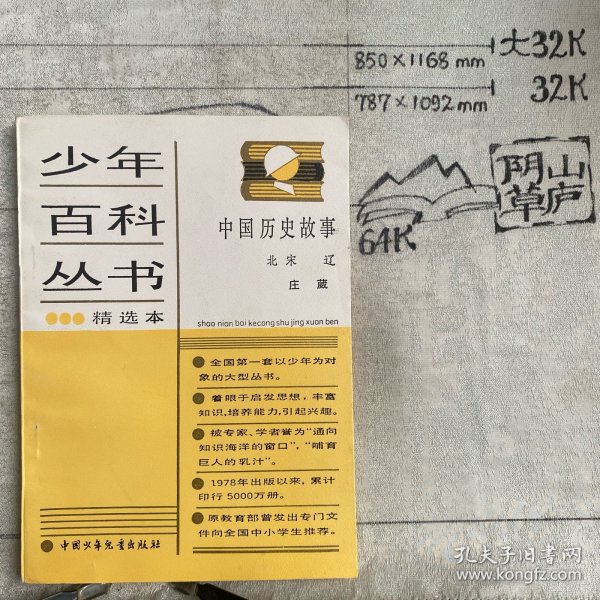 850×1168 mm 大32K
787×1092 mm 32K
阴山
草庐
64K
少年
百科
丛书
精选本
中国历史故事
北宋 辽
庄葳
shao nian bai kecong shu jing xuan ben
全国第一套以少年为对
象的大型丛书。
着眼于启发思想，丰富
知识，培养能力，引起兴趣。
被专家、学者誉为“通向
知识海洋的窗口”，“哺育
巨人的乳汁”。
1978年出版以来，累计
印行5000万册。
原教育部曾发出专门文
件向全国中小学生推荐。
中国少年儿童出版社
孔夫子旧书网
www.kongfz.com